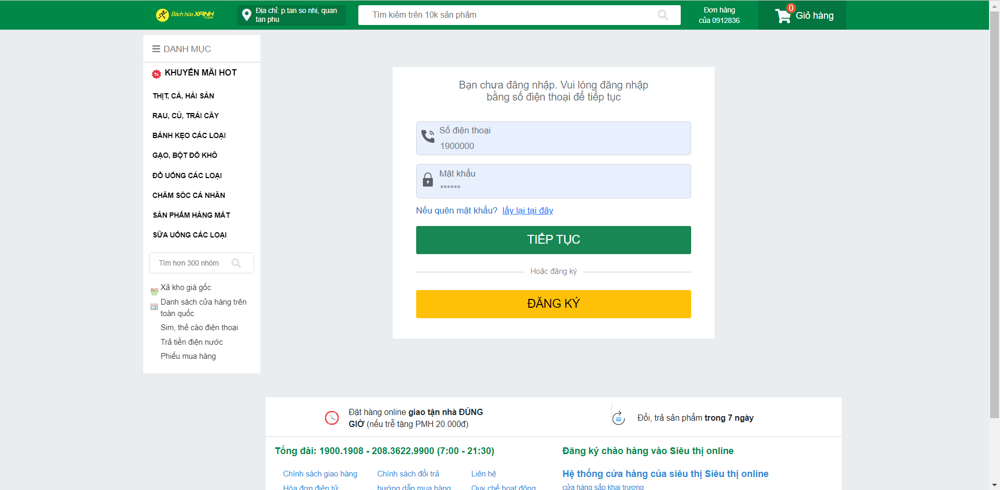 Bách hóa XANH
.COM
Địa chỉ: p.tan so nhi, quan
tan phu
Tìm kiếm trên 10k sản phẩm
Đơn hàng
của 0912836
0
Giỏ hàng
DANH MỤC
%
KHUYẾN MÃI HOT
THỊT, CÁ, HẢI SẢN
RAU, CỦ, TRÁI CÂY
BÁNH KẸO CÁC LOẠI
GẠO, BỘT ĐỒ KHÔ
ĐỒ UỐNG CÁC LOẠI
CHĂM SÓC CÁ NHÂN
SẢN PHẨM HÀNG MÁT
SỮA UỐNG CÁC LOẠI
Tìm hơn 300 nhóm
Xả kho giá gốc
Danh sách cửa hàng trên
toàn quốc
Sim, thẻ cào điện thoại
Trả tiền điện nước
Phiếu mua hàng
Bạn chưa đăng nhập. Vui lòng đăng nhập
bằng số điện thoại để tiếp tục
Số điện thoại
1900000
Mật khẩu
******
Nếu quên mật khẩu? lấy lại tại đây
TIẾP TỤC
Hoặc đăng ký
ĐĂNG KÝ
Đặt hàng online giao tận nhà ĐÚNG
GIỜ (nếu trễ tặng PMH 20.000đ)
Đổi, trả sản phẩm trong 7 ngày
Tổng đài: 1900.1908 - 208.3622.9900 (7:00 - 21:30)
Đăng ký chào hàng vào Siêu thị online
Chính sách giao hàng
Chính sách đổi trả
Liên hệ
Hệ thống cửa hàng của siêu thị Siêu thị online
Hóa đơn điện tử
hướng dẫn mua hàng
Quy chế hoạt động
cửa hàng sắp khai trương